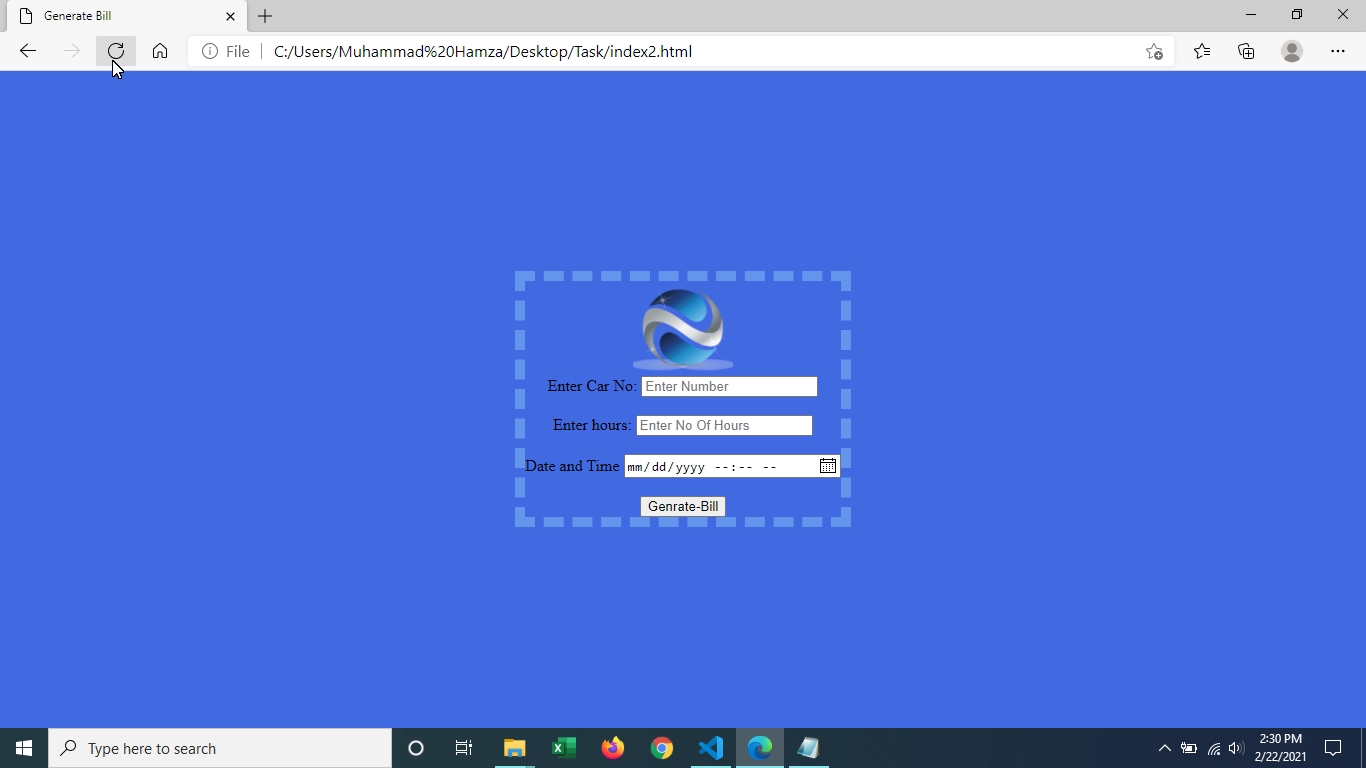 Generate Bill
File
C:/Users/Muhammad%20Hamza/Desktop/Task/index2.html
Enter Car No: Enter Number
Enter hours: Enter No Of Hours
Date and Time mm/dd/yyyy --:-- --
Genrate-Bill
Type here to search
2:30 PM
2/22/2021